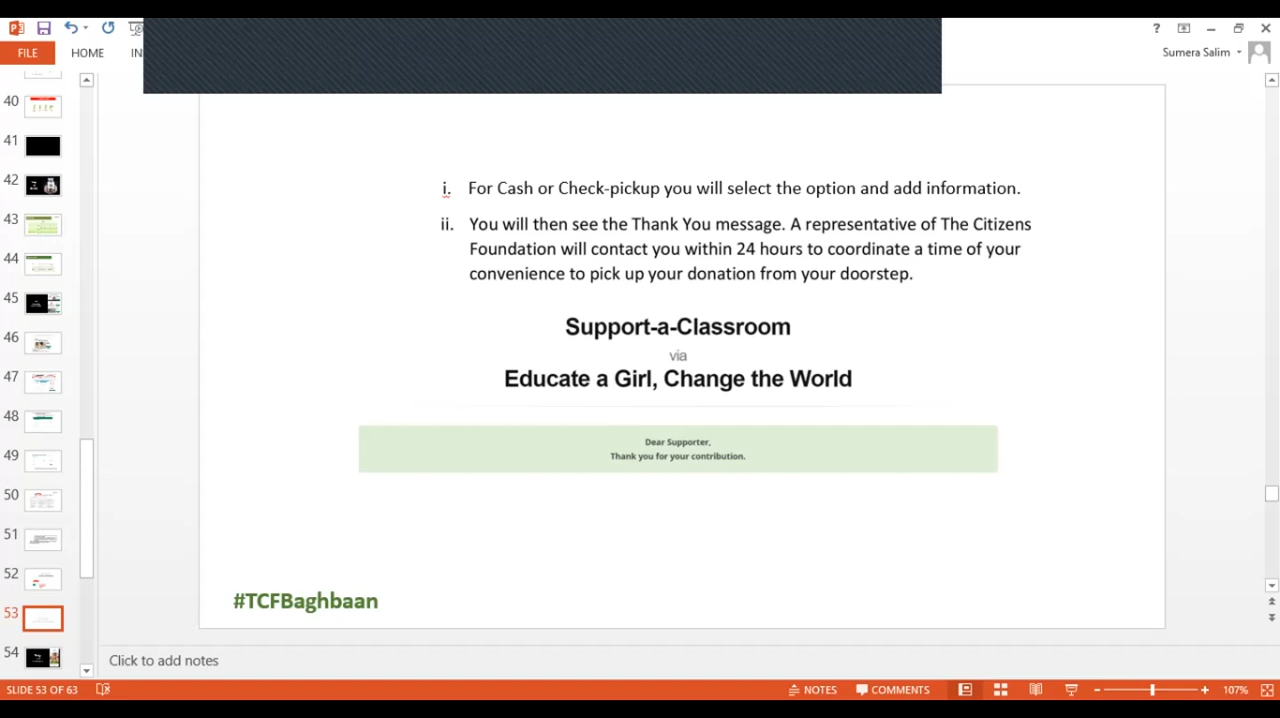 ?
Sumera Salim
FILE
HOME
IN
40
41
42
43
44
45
46
47
48
49
50
51
52
53
54
i. For Cash or Check-pickup you will select the option and add information.
ii. You will then see the Thank You message. A representative of The Citizens
Foundation will contact you within 24 hours to coordinate a time of your
convenience to pick up your donation from your doorstep.
Support-a-Classroom
via
Educate a Girl, Change the World
Dear Supporter,
Thank you for your contribution.
#TCFBaghbaan
Click to add notes
SLIDE 53 OF 63
NOTES
COMMENTS
107%